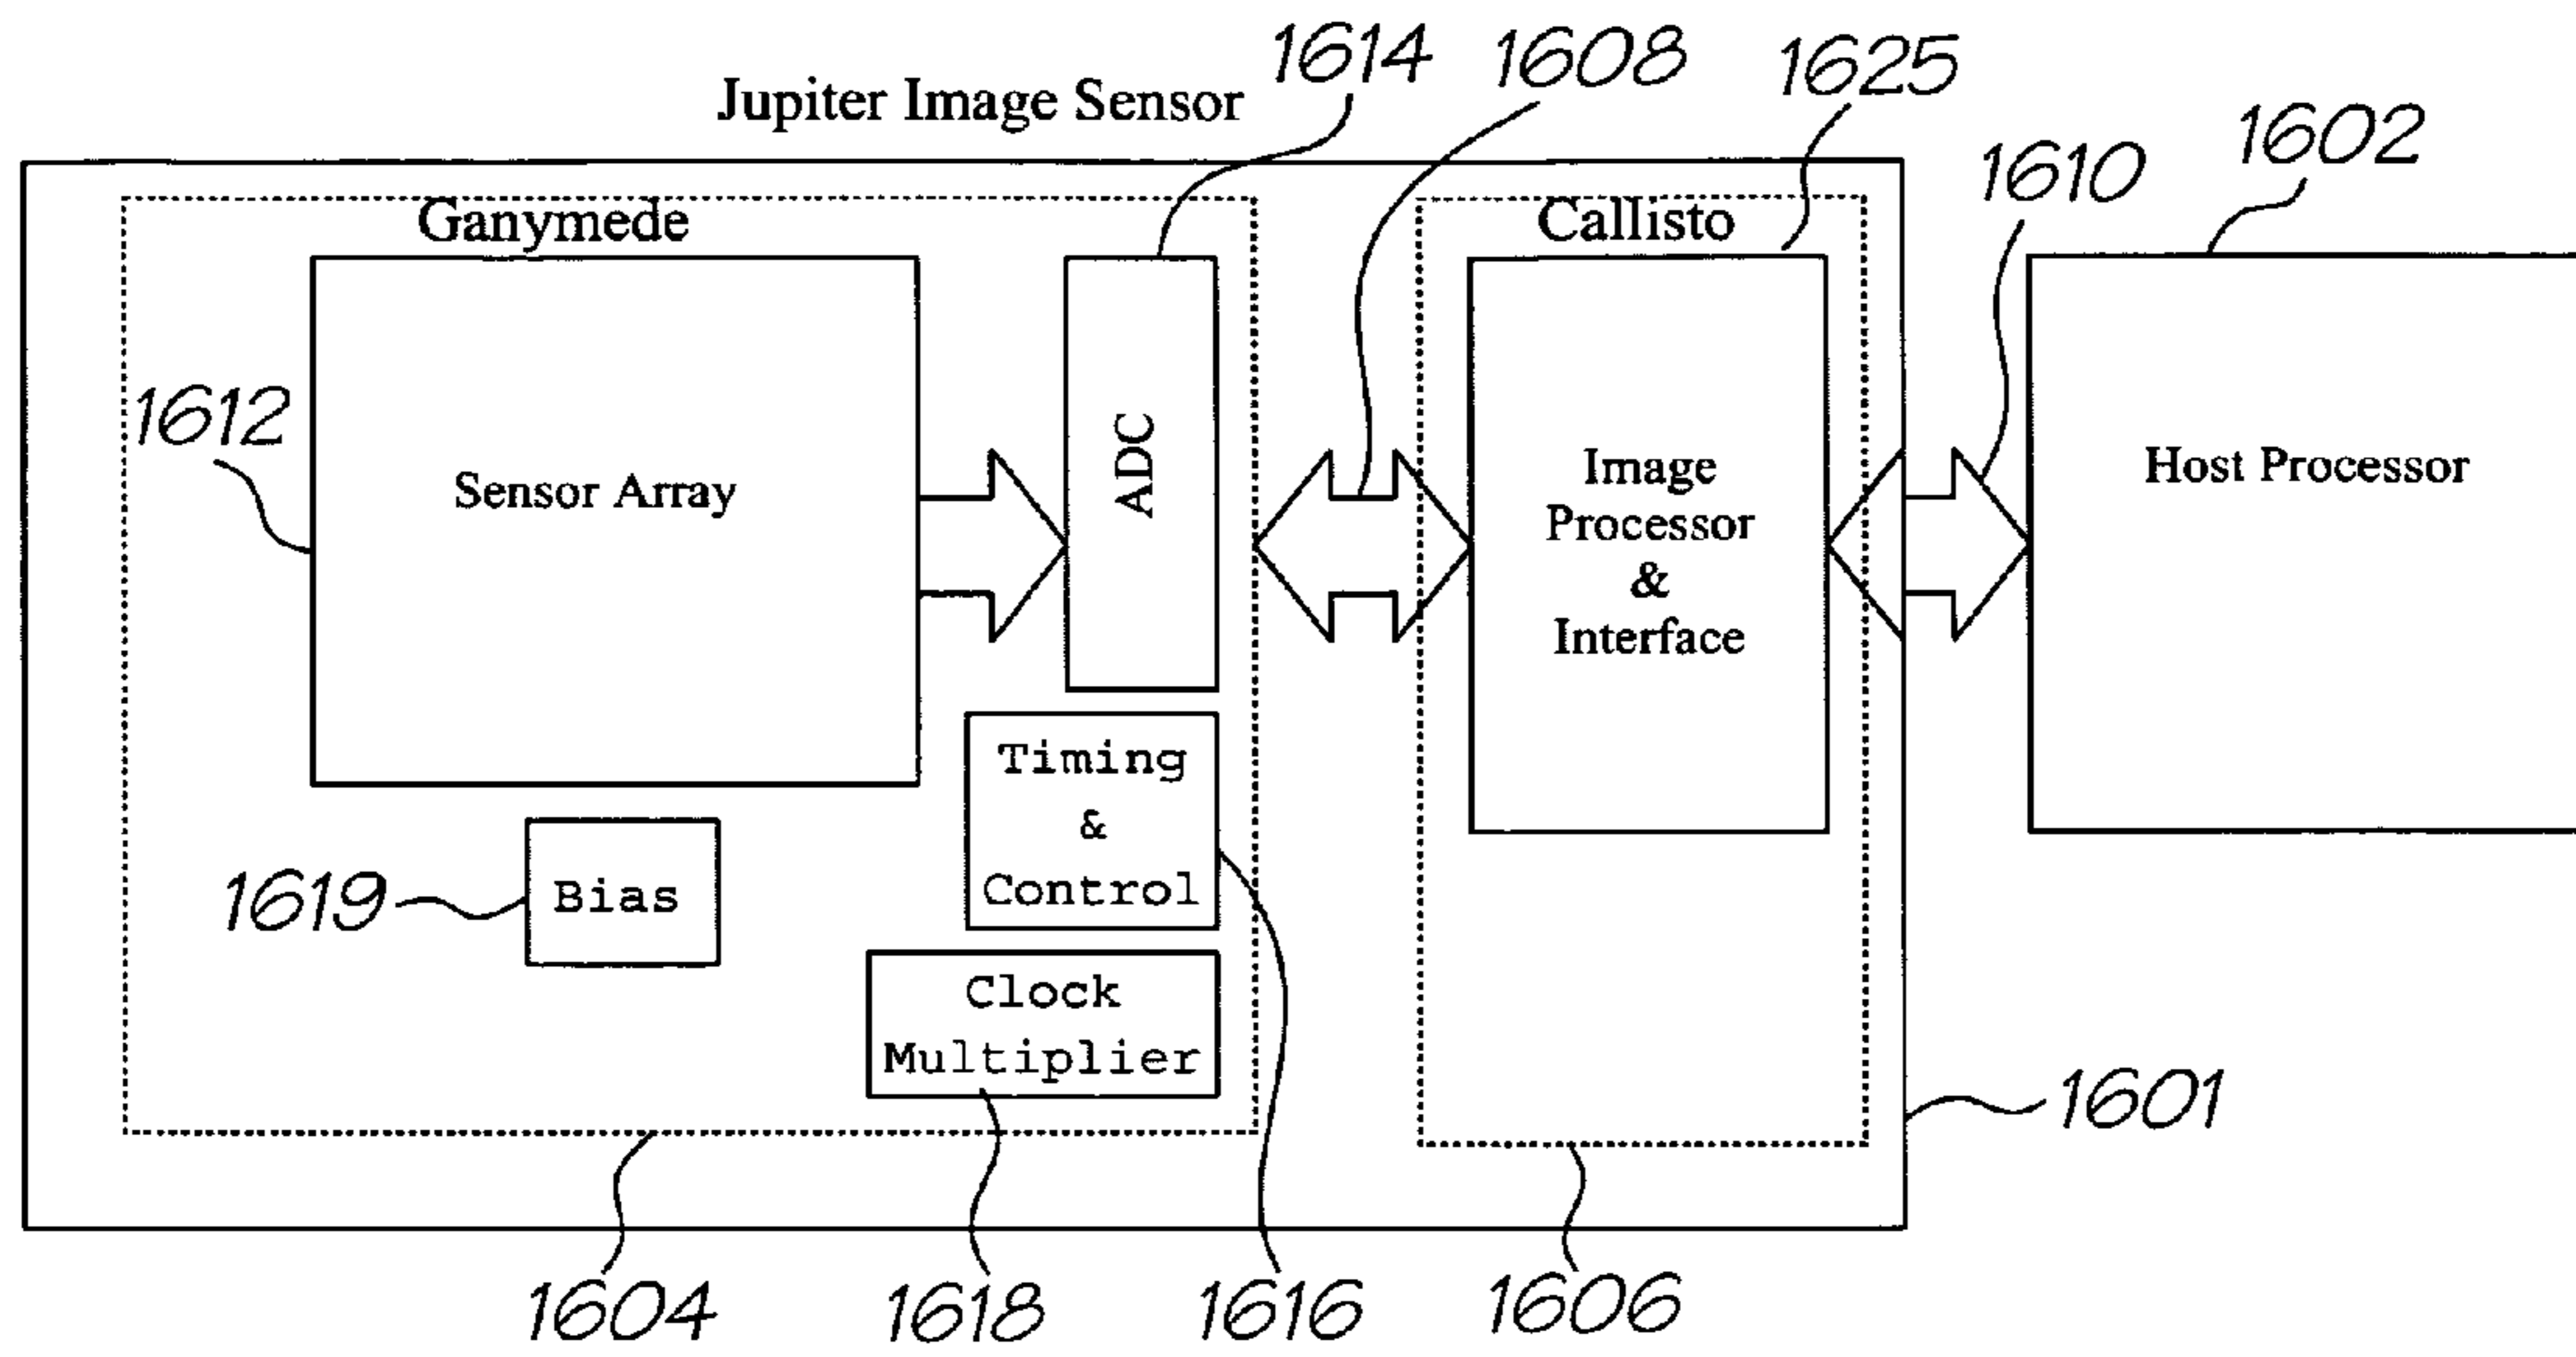 1614
1608
1625
Jupiter Image Sensor
1602
1610
Ganymede
Callisto
1612
Sensor Array
ADC
Image
Processor
&
Interface
Host Processor
Timing
&
Control
1619
Bias
Clock
Multiplier
1601
1604
1618
1616
1606